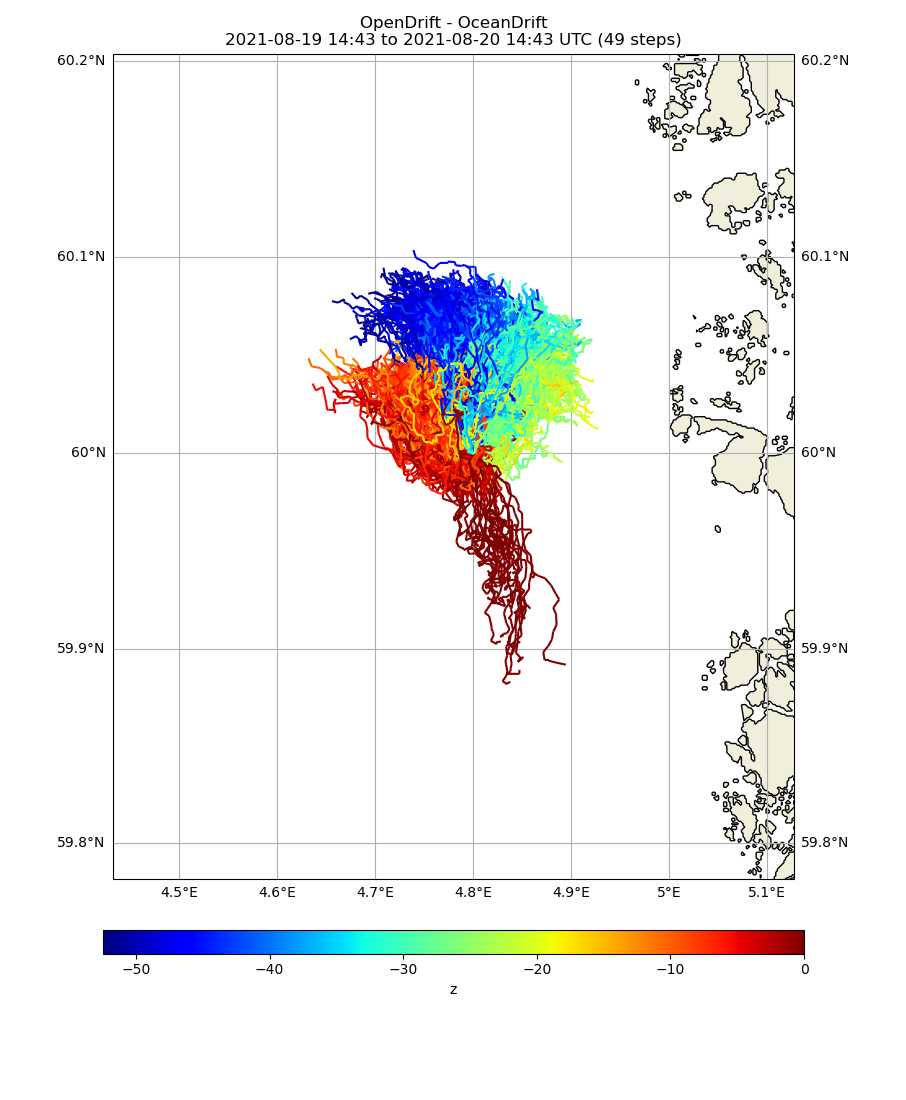 OpenDrift - OceanDrift
2021-08-19 14:43 to 2021-08-20 14:43 UTC (49 steps)
60.2°N 60.2°N
60.1°N 60.1°N
60°N 60°N
59.9°N 59.9°N
59.8°N 59.8°N
4.5°E 4.6°E 4.7°E 4.8°E 4.9°E 5°E 5.1°E
−50 −40 −30 −20 −10 0
z